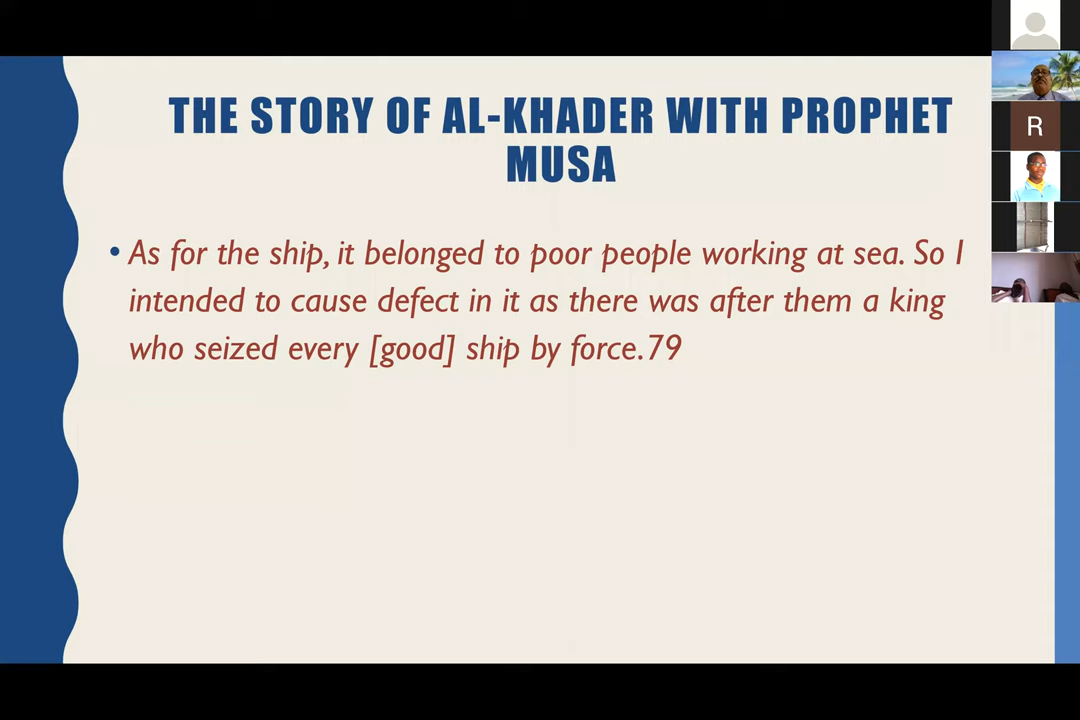 THE STORY OF AL-KHADER WITH PROPHET
MUSA
• As for the ship, it belonged to poor people working at sea. So I
intended to cause defect in it as there was after them a king
who seized every [good] ship by force.79
R